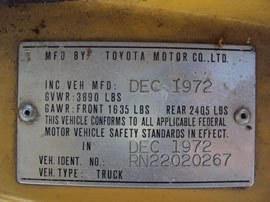 MFD BY: TOYOTA MOTOR CO., LTD.
INC VEH MFD: DEC 1972
GVWR: 3890 LBS
GAWR: FRONT 1635 LBS REAR 2405 LBS
THIS VEHICLE CONFORMS TO ALL APPLICABLE FEDERAL
MOTOR VEHICLE SAFETY STANDARDS IN EFFECT.
IN DEC 1972
VEH. IDENT. NO.: RN22020267
VEH. TYPE: TRUCK